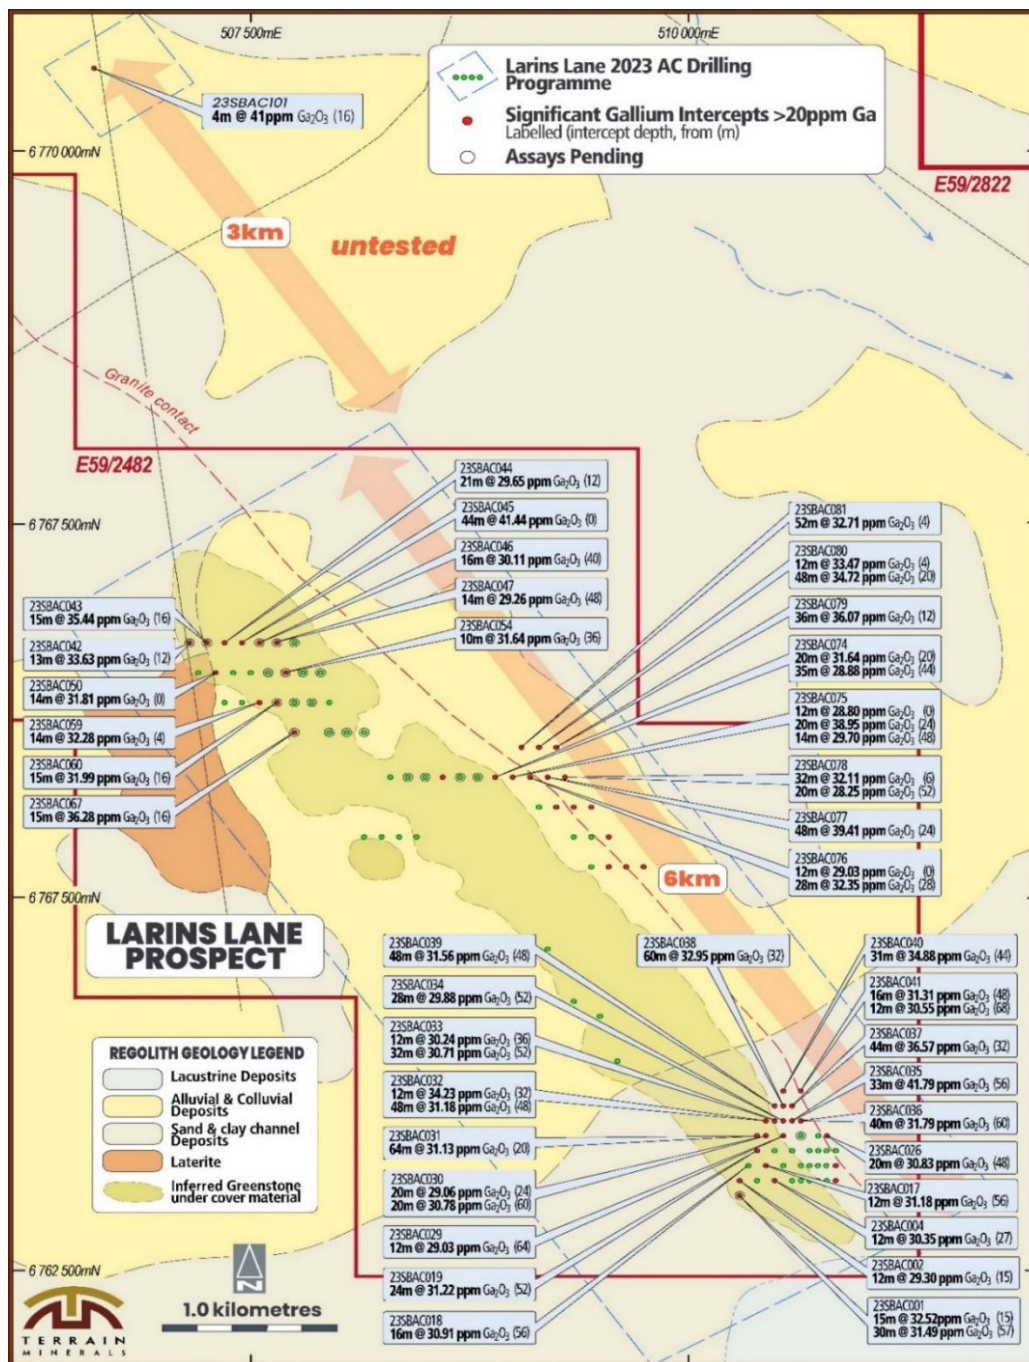 507 500mE
510 000mE
Larins Lane 2023 AC Drilling
Programme
Significant Gallium Intercepts >20ppm Ga
Labelled (intercept depth, from (m)
Assays Pending
23SBAC101
4m @ 41ppm Ga₂O₃ (16)
6 770 000mN
E59/2822
3km
untested
Granite contact
E59/2482
23SBAC044
21m @ 29.65 ppm Ga₂O₃ (12)
23SBAC045
44m @ 41.44 ppm Ga₂O₃ (0)
23SBAC046
16m @ 30.11 ppm Ga₂O₃ (40)
23SBAC047
14m @ 29.26 ppm Ga₂O₃ (48)
23SBAC054
10m @ 31.64 ppm Ga₂O₃ (36)
6 767 500mN
23SBAC081
52m @ 32.71 ppm Ga₂O₃ (4)
23SBAC080
12m @ 33.47 ppm Ga₂O₃ (4)
48m @ 34.72 ppm Ga₂O₃ (20)
23SBAC079
36m @ 36.07 ppm Ga₂O₃ (12)
23SBAC074
20m @ 31.64 ppm Ga₂O₃ (20)
35m @ 28.88 ppm Ga₂O₃ (44)
23SBAC075
12m @ 28.80 ppm Ga₂O₃ (0)
20m @ 38.95 ppm Ga₂O₃ (24)
14m @ 29.70 ppm Ga₂O₃ (48)
23SBAC078
32m @ 32.11 ppm Ga₂O₃ (6)
20m @ 28.25 ppm Ga₂O₃ (52)
23SBAC077
48m @ 39.41 ppm Ga₂O₃ (24)
23SBAC076
12m @ 29.03 ppm Ga₂O₃ (0)
28m @ 32.35 ppm Ga₂O₃ (28)
23SBAC043
15m @ 35.44 ppm Ga₂O₃ (16)
23SBAC042
13m @ 33.63 ppm Ga₂O₃ (12)
23SBAC050
14m @ 31.81 ppm Ga₂O₃ (0)
23SBAC059
14m @ 32.28 ppm Ga₂O₃ (4)
23SBAC060
15m @ 31.99 ppm Ga₂O₃ (16)
23SBAC067
15m @ 36.28 ppm Ga₂O₃ (16)
6km
6 767 500mN
LARINS LANE
PROSPECT
23SBAC039
48m @ 31.56 ppm Ga₂O₃ (48)
23SBAC034
28m @ 29.88 ppm Ga₂O₃ (52)
23SBAC033
12m @ 30.24 ppm Ga₂O₃ (36)
32m @ 30.71 ppm Ga₂O₃ (52)
23SBAC032
12m @ 34.23 ppm Ga₂O₃ (32)
48m @ 31.18 ppm Ga₂O₃ (48)
23SBAC031
64m @ 31.13 ppm Ga₂O₃ (20)
23SBAC030
20m @ 29.06 ppm Ga₂O₃ (24)
20m @ 30.78 ppm Ga₂O₃ (60)
23SBAC029
12m @ 29.03 ppm Ga₂O₃ (64)
23SBAC019
24m @ 31.22 ppm Ga₂O₃ (52)
23SBAC018
16m @ 30.91 ppm Ga₂O₃ (56)
23SBAC038
60m @ 32.95 ppm Ga₂O₃ (32)
23SBAC040
31m @ 34.88 ppm Ga₂O₃ (44)
23SBAC041
16m @ 31.31 ppm Ga₂O₃ (48)
12m @ 30.55 ppm Ga₂O₃ (68)
23SBAC037
44m @ 36.57 ppm Ga₂O₃ (32)
23SBAC035
33m @ 41.79 ppm Ga₂O₃ (56)
23SBAC036
40m @ 31.79 ppm Ga₂O₃ (60)
23SBAC026
20m @ 30.83 ppm Ga₂O₃ (48)
23SBAC017
12m @ 31.18 ppm Ga₂O₃ (56)
23SBAC004
12m @ 30.35 ppm Ga₂O₃ (27)
23SBAC002
12m @ 29.30 ppm Ga₂O₃ (15)
23SBAC001
15m @ 32.52ppm Ga₂O₃ (15)
30m @ 31.49 ppm Ga₂O₃ (57)
REGOLITH GEOLOGY LEGEND
Lacustrine Deposits
Alluvial & Colluvial
Deposits
Sand & clay channel
Deposits
Laterite
Inferred Greenstone
under cover material
6 762 500mN
N
1.0 kilometres
TERRAIN
MINERALS